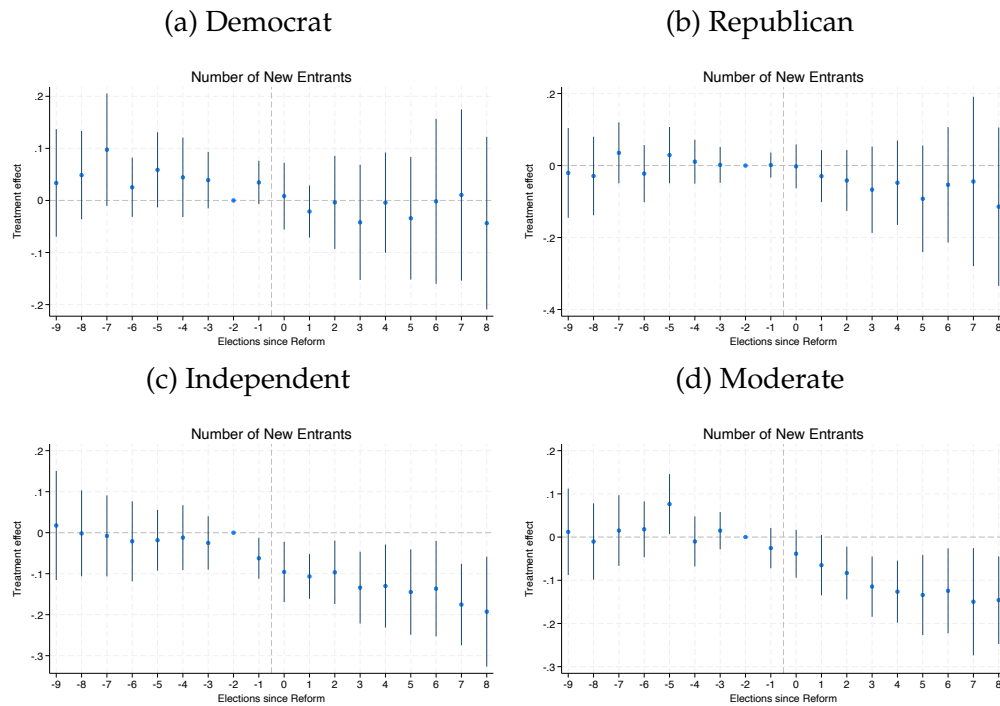 (a) Democrat
Number of New Entrants
Treatment effect
.2
.1
0
-.1
-.2
-9 -8 -7 -6 -5 -4 -3 -2 -1 0 1 2 3 4 5 6 7 8
Elections since Reform
(b) Republican
Number of New Entrants
Treatment effect
.2
0
-.2
-.4
-9 -8 -7 -6 -5 -4 -3 -2 -1 0 1 2 3 4 5 6 7 8
Elections since Reform
(c) Independent
Number of New Entrants
Treatment effect
.2
.1
0
-.1
-.2
-.3
-9 -8 -7 -6 -5 -4 -3 -2 -1 0 1 2 3 4 5 6 7 8
Elections since Reform
(d) Moderate
Number of New Entrants
Treatment effect
.2
.1
0
-.1
-.2
-.3
-9 -8 -7 -6 -5 -4 -3 -2 -1 0 1 2 3 4 5 6 7 8
Elections since Reform